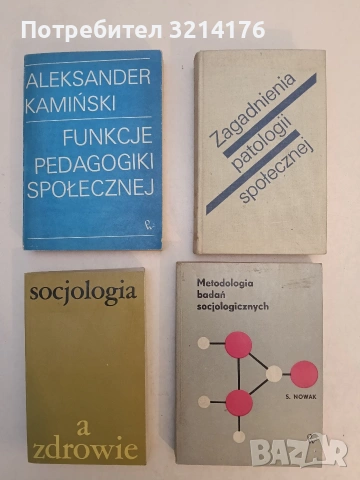 Потребител 3214176
ALEKSANDER
KAMIŃSKI
FUNKCJE
PEDAGOGIKI
SPOŁECZNEJ
Zagadnienia
patologii
społecznej
socjologia
a
zdrowie
Metodologia
badań
socjologicznych
S. NOWAK
BAZAR